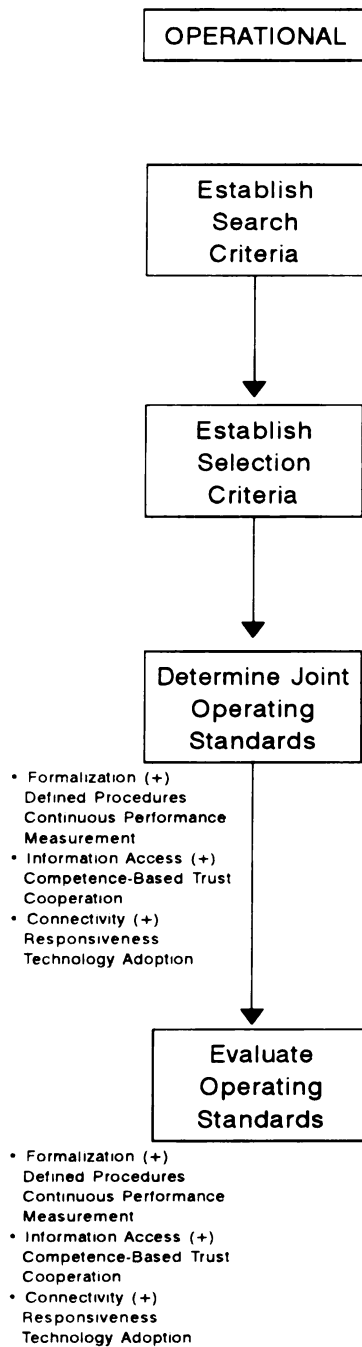 OPERATIONAL
Establish
Search
Criteria
Establish
Selection
Criteria
Determine Joint
Operating
Standards
• Formalization (+)
Defined Procedures
Continuous Performance
Measurement
• Information Access (+)
Competence-Based Trust
Cooperation
• Connectivity (+)
Responsiveness
Technology Adoption
Evaluate
Operating
Standards
• Formalization (+)
Defined Procedures
Continuous Performance
Measurement
• Information Access (+)
Competence-Based Trust
Cooperation
• Connectivity (+)
Responsiveness
Technology Adoption